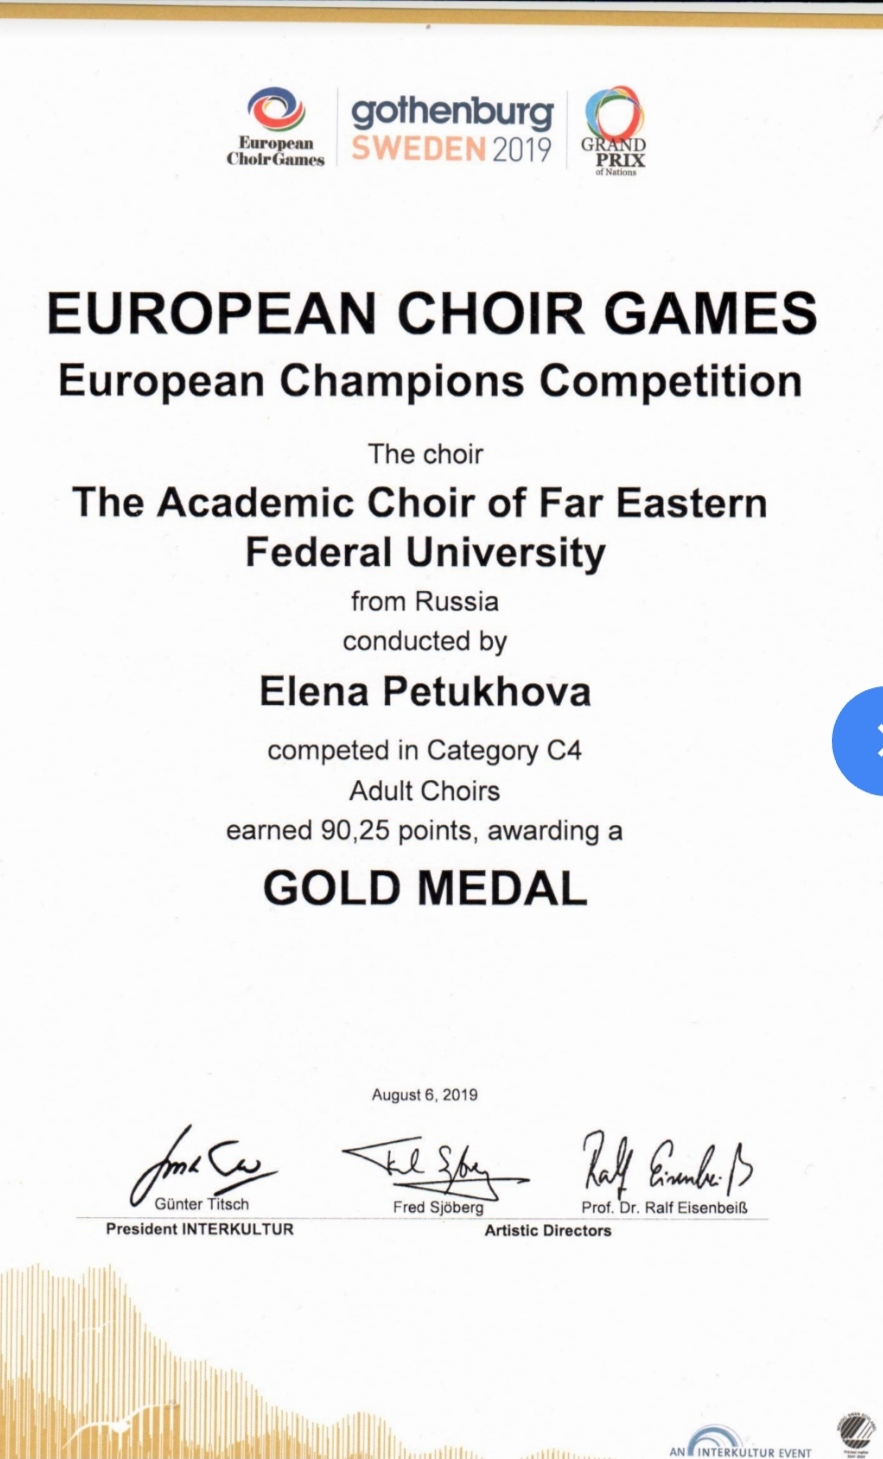 European
Choir Games
gothenburg
SWEDEN 2019
GRAND
PRIX
of Nations
EUROPEAN CHOIR GAMES
European Champions Competition
The choir
The Academic Choir of Far Eastern
Federal University
from Russia
conducted by
Elena Petukhova
competed in Category C4
Adult Choirs
earned 90,25 points, awarding a
GOLD MEDAL
August 6, 2019
Ralf Eisenbeiß
Günter Titsch
Fred Sjöberg
Prof. Dr. Ralf Eisenbeiß
President INTERKULTUR
Artistic Directors
AN INTERKULTUR EVENT